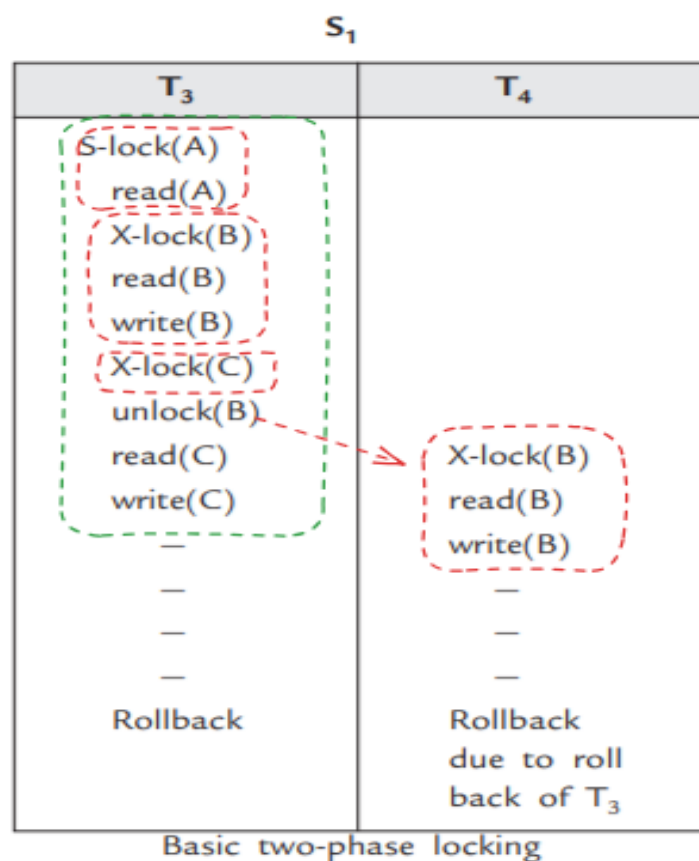 S₁
T₃ T₄
S-lock(A)
read(A)
X-lock(B)
read(B)
write(B)
X-lock(C)
unlock(B)
read(C) X-lock(B)
write(C) read(B)
— write(B)
— —
— —
— —
Rollback Rollback
due to roll
back of T₃
Basic two-phase locking